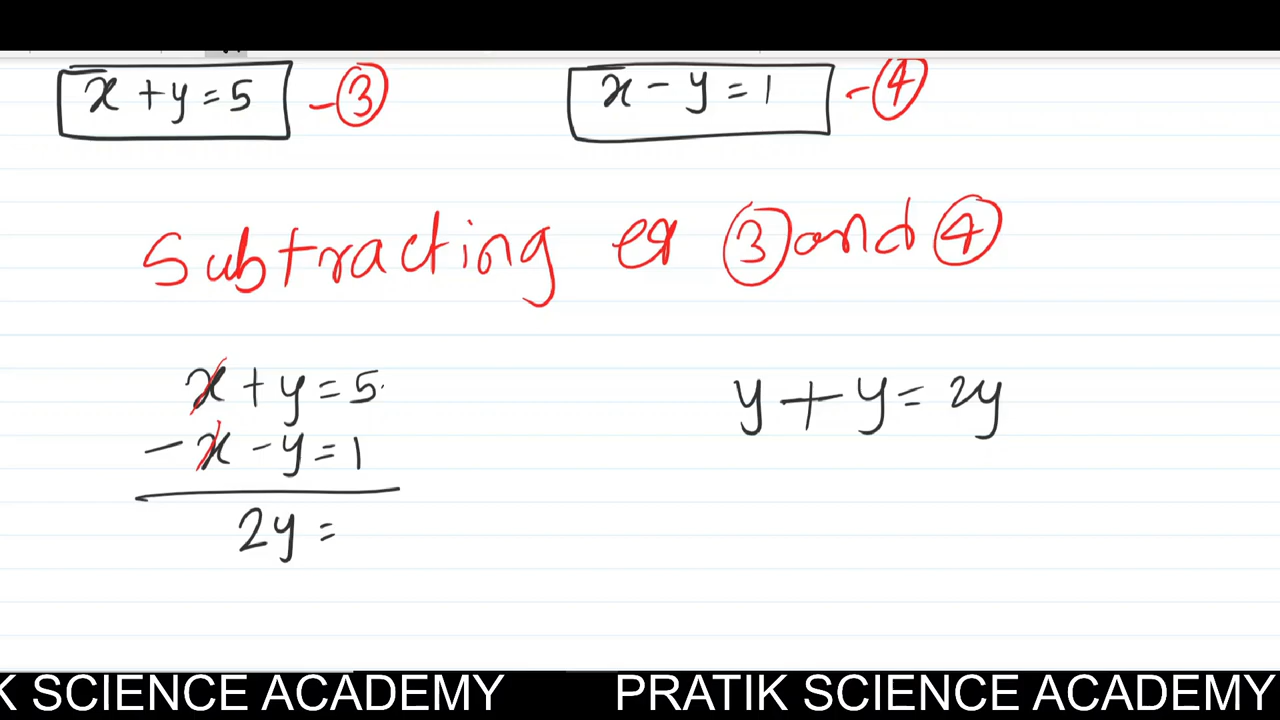 x + y = 5 - ③ x - y = 1 - ④
Subtracting eq ③ and ④
x + y = 5
- x - y = 1
2y =
y + y = 2y
K SCIENCE ACADEMY PRATIK SCIENCE ACADEMY